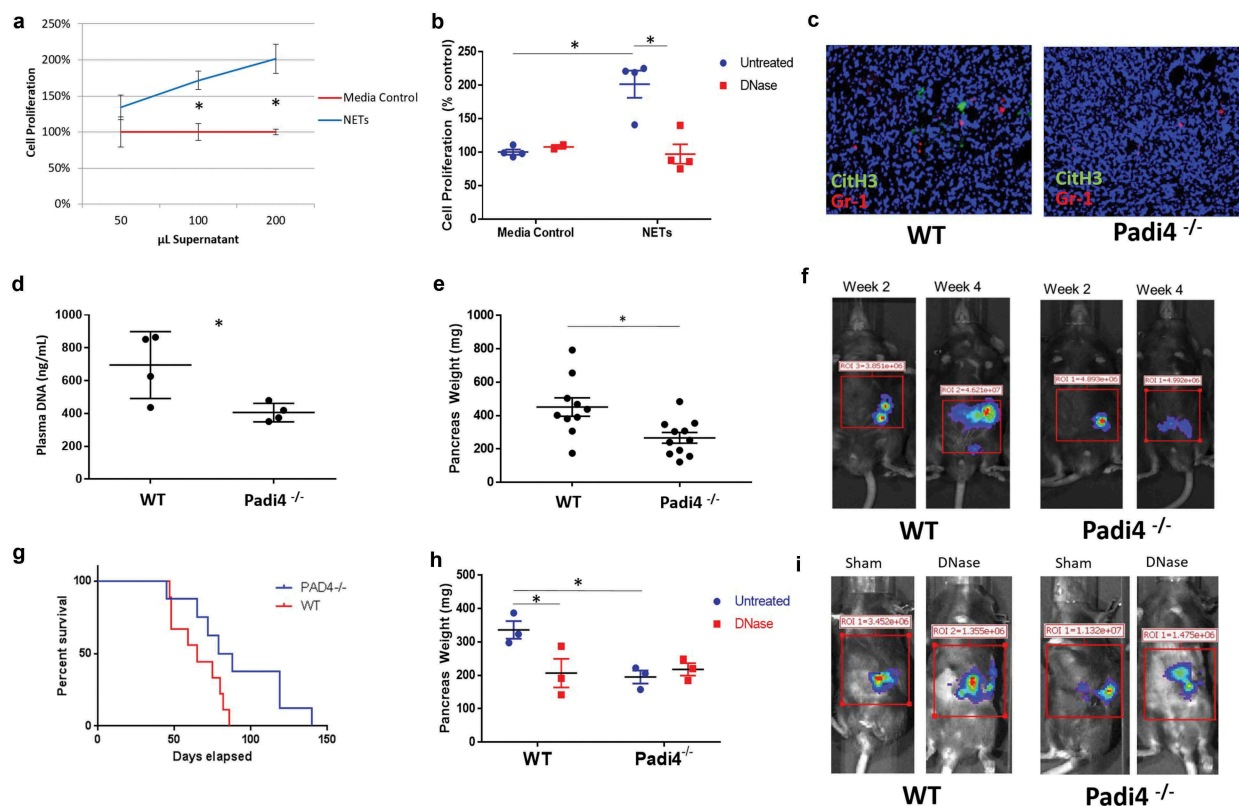 a
250%
200%
150%
100%
50%
0%
Cell Proliferation
* *
50 100 200
µL Supernatant
Media Control
NETs
b
250
200
150
100
50
0
Cell Proliferation (% control)
* *
Untreated
DNase
Media Control NETs
c
CitH3
Gr-1
WT
CitH3
Gr-1
Padi4 -/-
d
1000
800
600
400
200
0
Plasma DNA (ng/mL)
*
WT Padi4 -/-
e
1000
800
600
400
200
0
Pancreas Weight (mg)
*
WT Padi4 -/-
f
Week 2 Week 4 Week 2 Week 4
ROI 3=3.851e+06
ROI 2=4.621e+07
ROI 1=4.893e+06
ROI 1=4.992e+06
WT Padi4 -/-
g
100
50
0
Percent survival
PAD4-/-
WT
0 50 100 150
Days elapsed
h
500
400
300
200
100
0
Pancreas Weight (mg)
*
*
Untreated
DNase
WT Padi4-/-
i
Sham DNase Sham DNase
ROI 1=3.452e+06
ROI 2=1.355e+06
ROI 1=1.132e+07
ROI 1=1.475e+06
WT Padi4 -/-